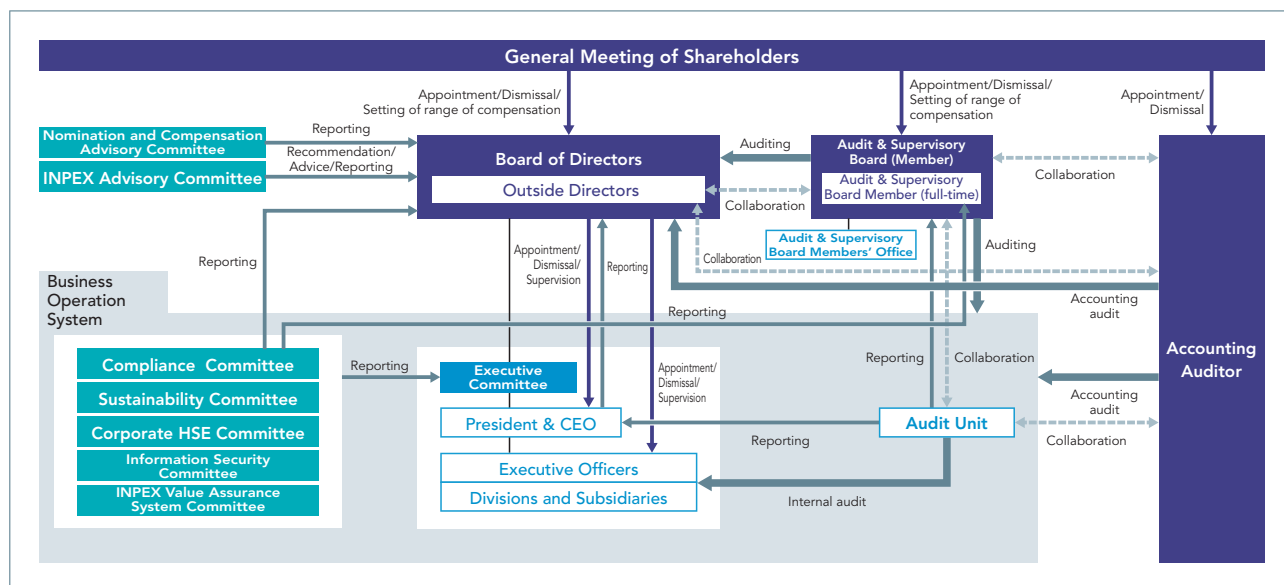 General Meeting of Shareholders
Appointment/Dismissal/
Setting of range of compensation
Appointment/Dismissal/
Setting of range of
compensation
Appointment/
Dismissal
Nomination and Compensation
Advisory Committee
Reporting
Recommendation/
Advice/Reporting
INPEX Advisory Committee
Board of Directors
Outside Directors
Auditing
Collaboration
Audit & Supervisory
Board (Member)
Audit & Supervisory
Board Member (full-time)
Collaboration
Audit & Supervisory
Board Members' Office
Auditing
Reporting
Appointment/
Dismissal/
Supervision
Reporting
Collaboration
Accounting
audit
Business
Operation
System
Reporting
Compliance Committee
Sustainability Committee
Corporate HSE Committee
Information Security
Committee
INPEX Value Assurance
System Committee
Reporting
Executive
Committee
Appointment/
Dismissal/
Supervision
President & CEO
Executive Officers
Divisions and Subsidiaries
Reporting
Reporting
Collaboration
Audit Unit
Internal audit
Accounting
audit
Collaboration
Accounting
Auditor